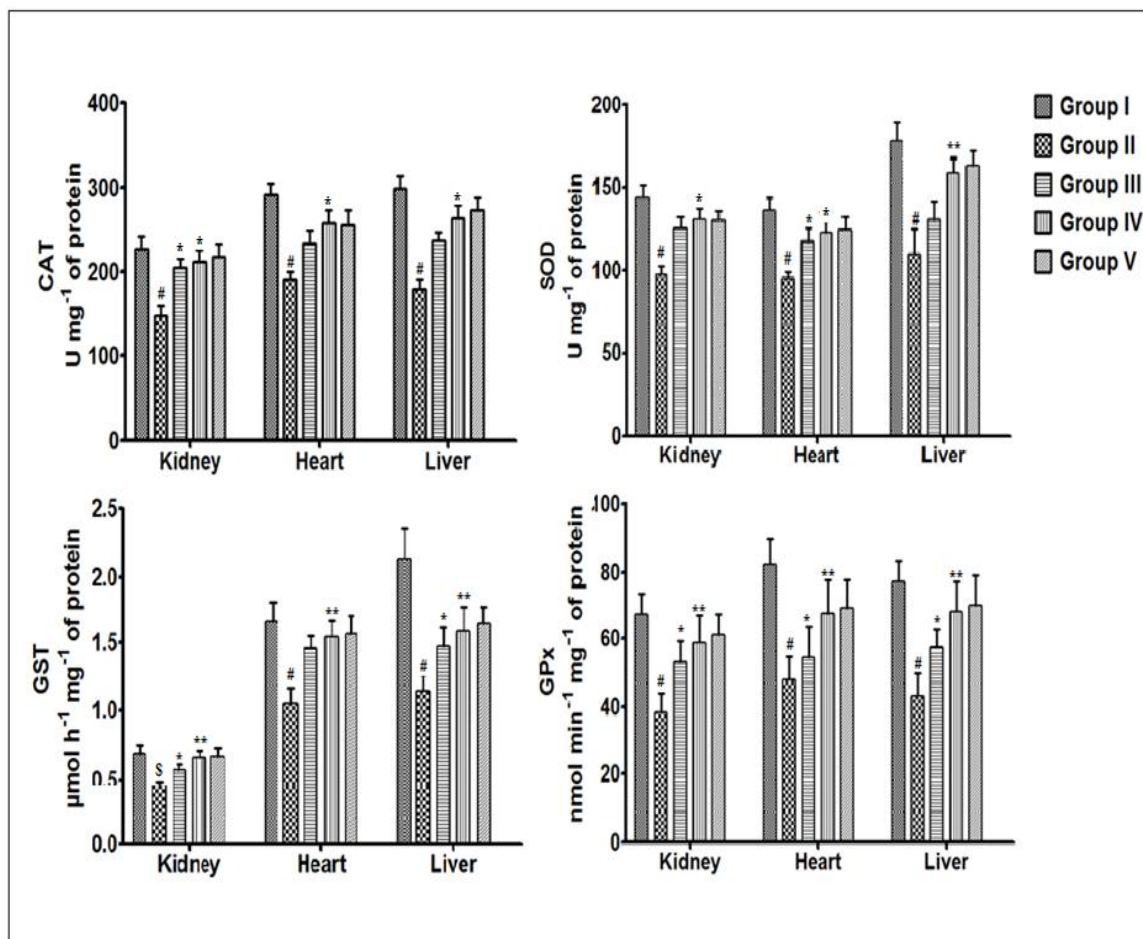 400
300
200
100
0
CAT
U mg⁻¹ of protein
#
*
*
#
*
#
*
Kidney
Heart
Liver
200
150
100
50
0
SOD
U mg⁻¹ of protein
#
*
#
*
*
#
**
Kidney
Heart
Liver
Group I
Group II
Group III
Group IV
Group V
2.5
2.0
1.5
1.0
0.5
0.0
GST
µmol h⁻¹ mg⁻¹ of protein
$
*
**
#
**
#
*
**
Kidney
Heart
Liver
100
80
60
40
20
0
GPx
nmol min⁻¹ mg⁻¹ of protein
#
*
**
#
*
**
#
*
**
Kidney
Heart
Liver